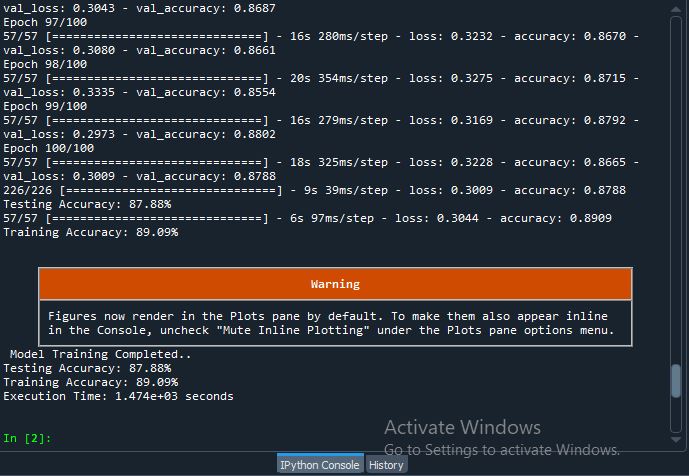 val_loss: 0.3043 - val_accuracy: 0.8687
Epoch 97/100
57/57 [==============================] - 16s 280ms/step - loss: 0.3232 - accuracy: 0.8670 -
val_loss: 0.3080 - val_accuracy: 0.8661
Epoch 98/100
57/57 [==============================] - 20s 354ms/step - loss: 0.3275 - accuracy: 0.8715 -
val_loss: 0.3335 - val_accuracy: 0.8554
Epoch 99/100
57/57 [==============================] - 16s 279ms/step - loss: 0.3169 - accuracy: 0.8792 -
val_loss: 0.2973 - val_accuracy: 0.8802
Epoch 100/100
57/57 [==============================] - 18s 325ms/step - loss: 0.3228 - accuracy: 0.8665 -
val_loss: 0.3009 - val_accuracy: 0.8788
226/226 [==============================] - 9s 39ms/step - loss: 0.3009 - accuracy: 0.8788
Testing Accuracy: 87.88%
57/57 [==============================] - 6s 97ms/step - loss: 0.3044 - accuracy: 0.8909
Training Accuracy: 89.09%
Warning
Figures now render in the Plots pane by default. To make them also appear inline
in the Console, uncheck "Mute Inline Plotting" under the Plots pane options menu.
Model Training Completed..
Testing Accuracy: 87.88%
Training Accuracy: 89.09%
Execution Time: 1.474e+03 seconds
In [2]:
Activate Windows
Go to Settings to activate Windows.
IPython Console History